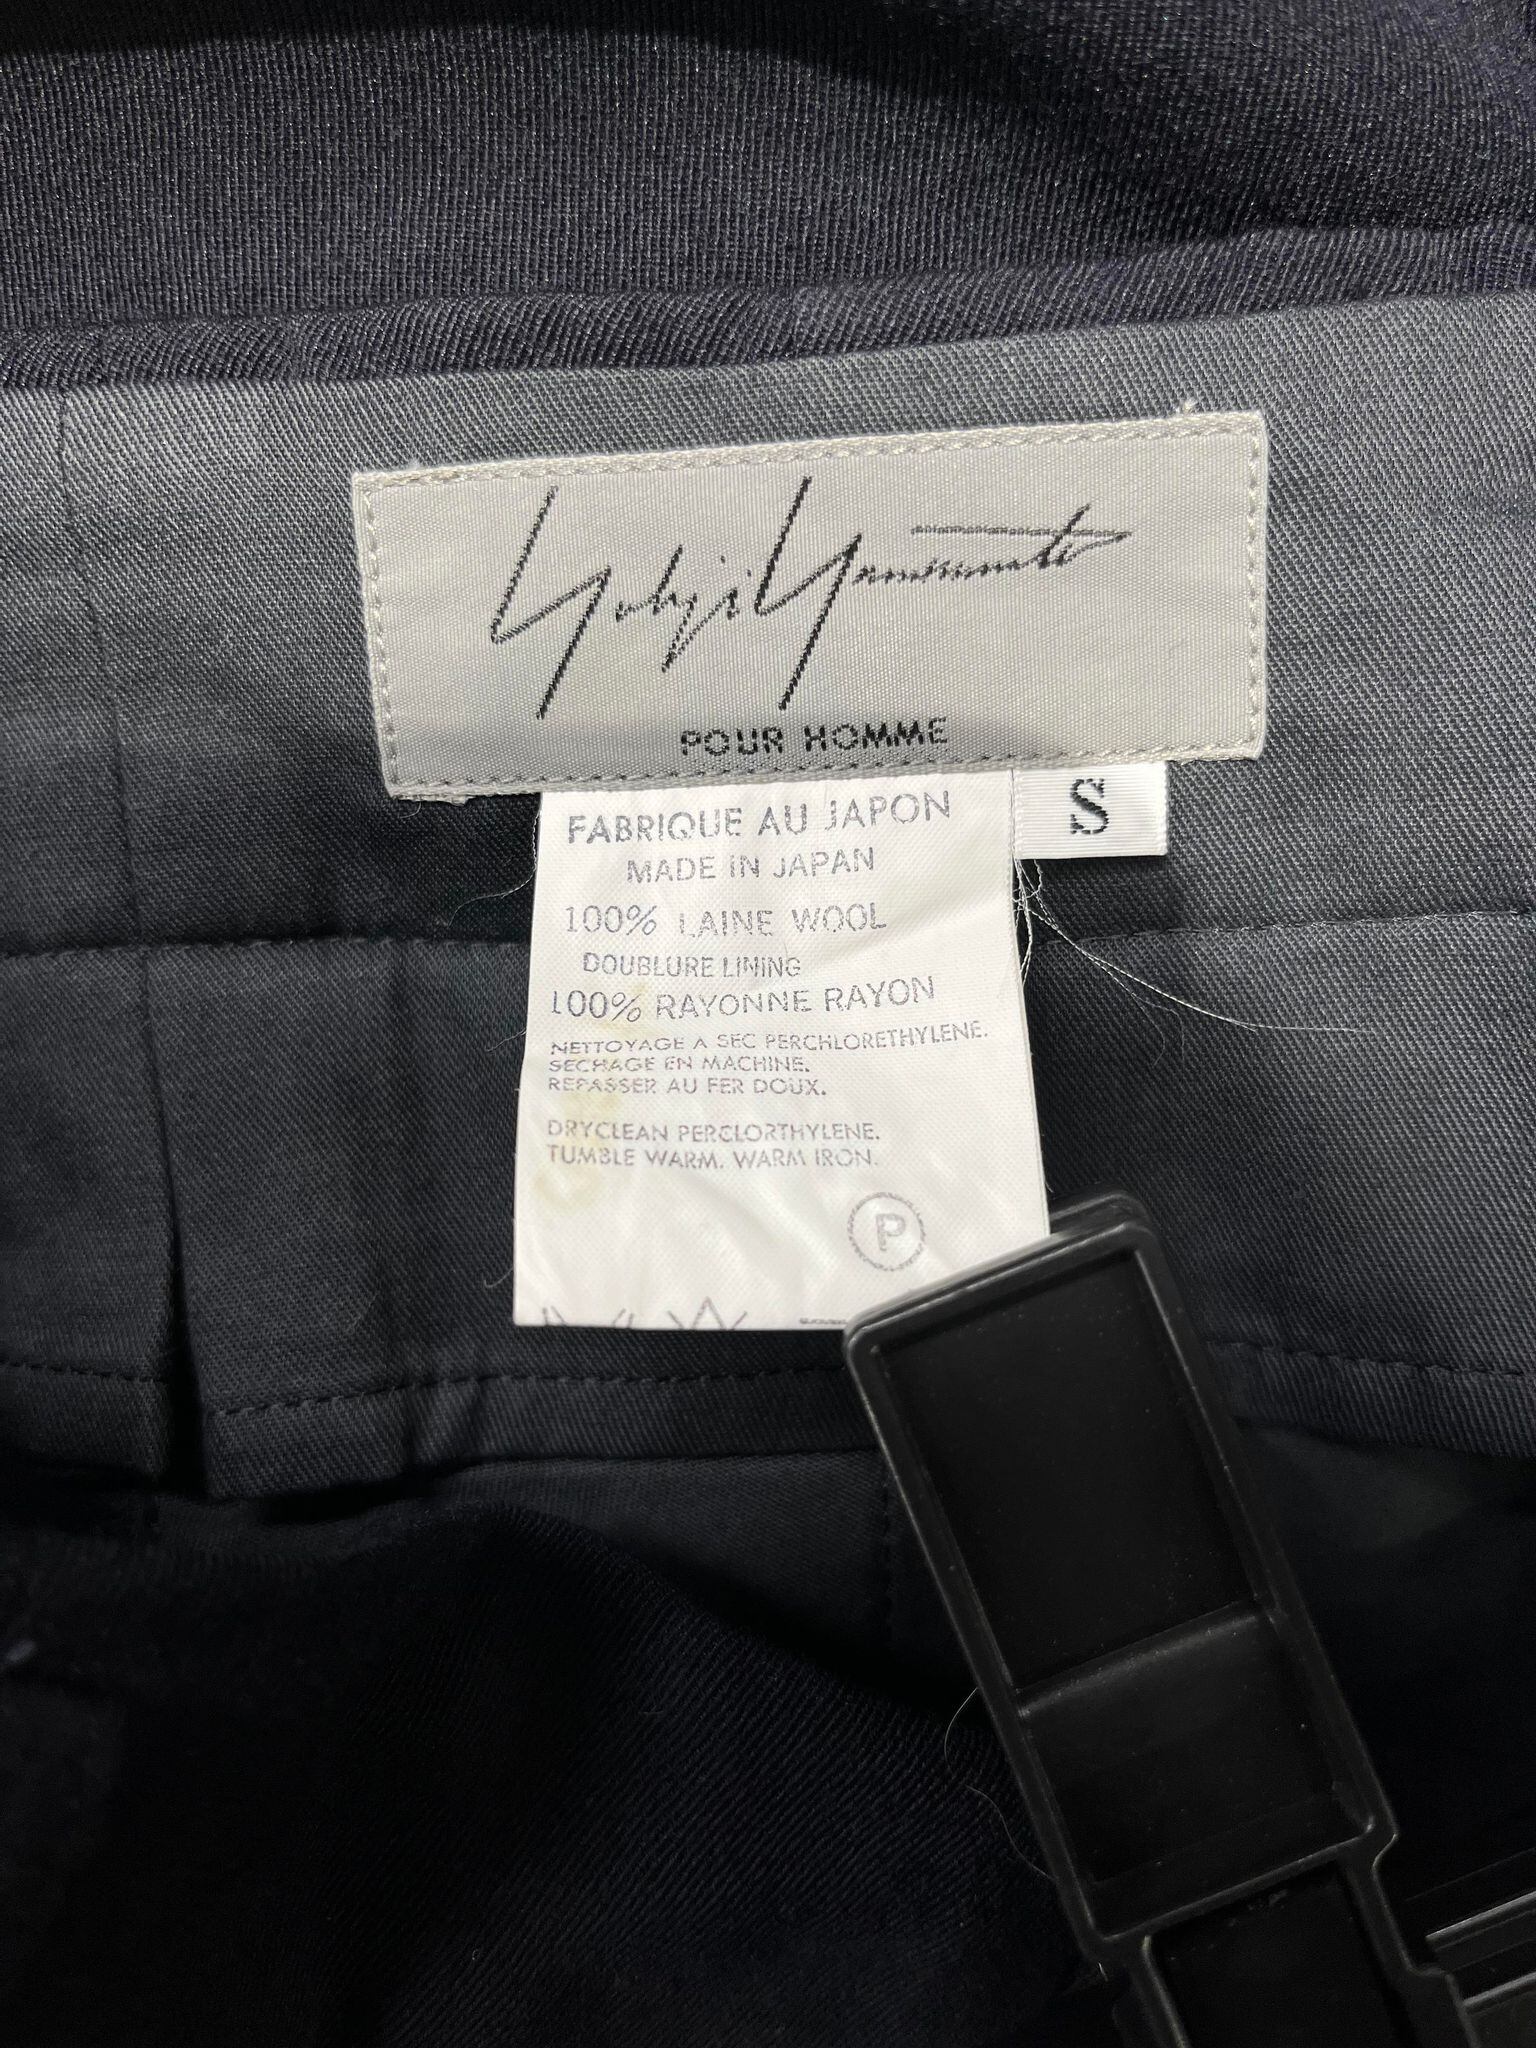 Yohji Yamamoto
POUR HOMME
S
FABRIQUE AU JAPON
MADE IN JAPAN
100% LAINE WOOL
DOUBLURE LINING
100% RAYONNE RAYON
NETTOYAGE A SEC PERCHLORETHYLENE.
SECHAGE EN MACHINE.
REPASSER AU FER DOUX.
DRYCLEAN PERCLORTHYLENE.
TUMBLE WARM. WARM IRON.
P